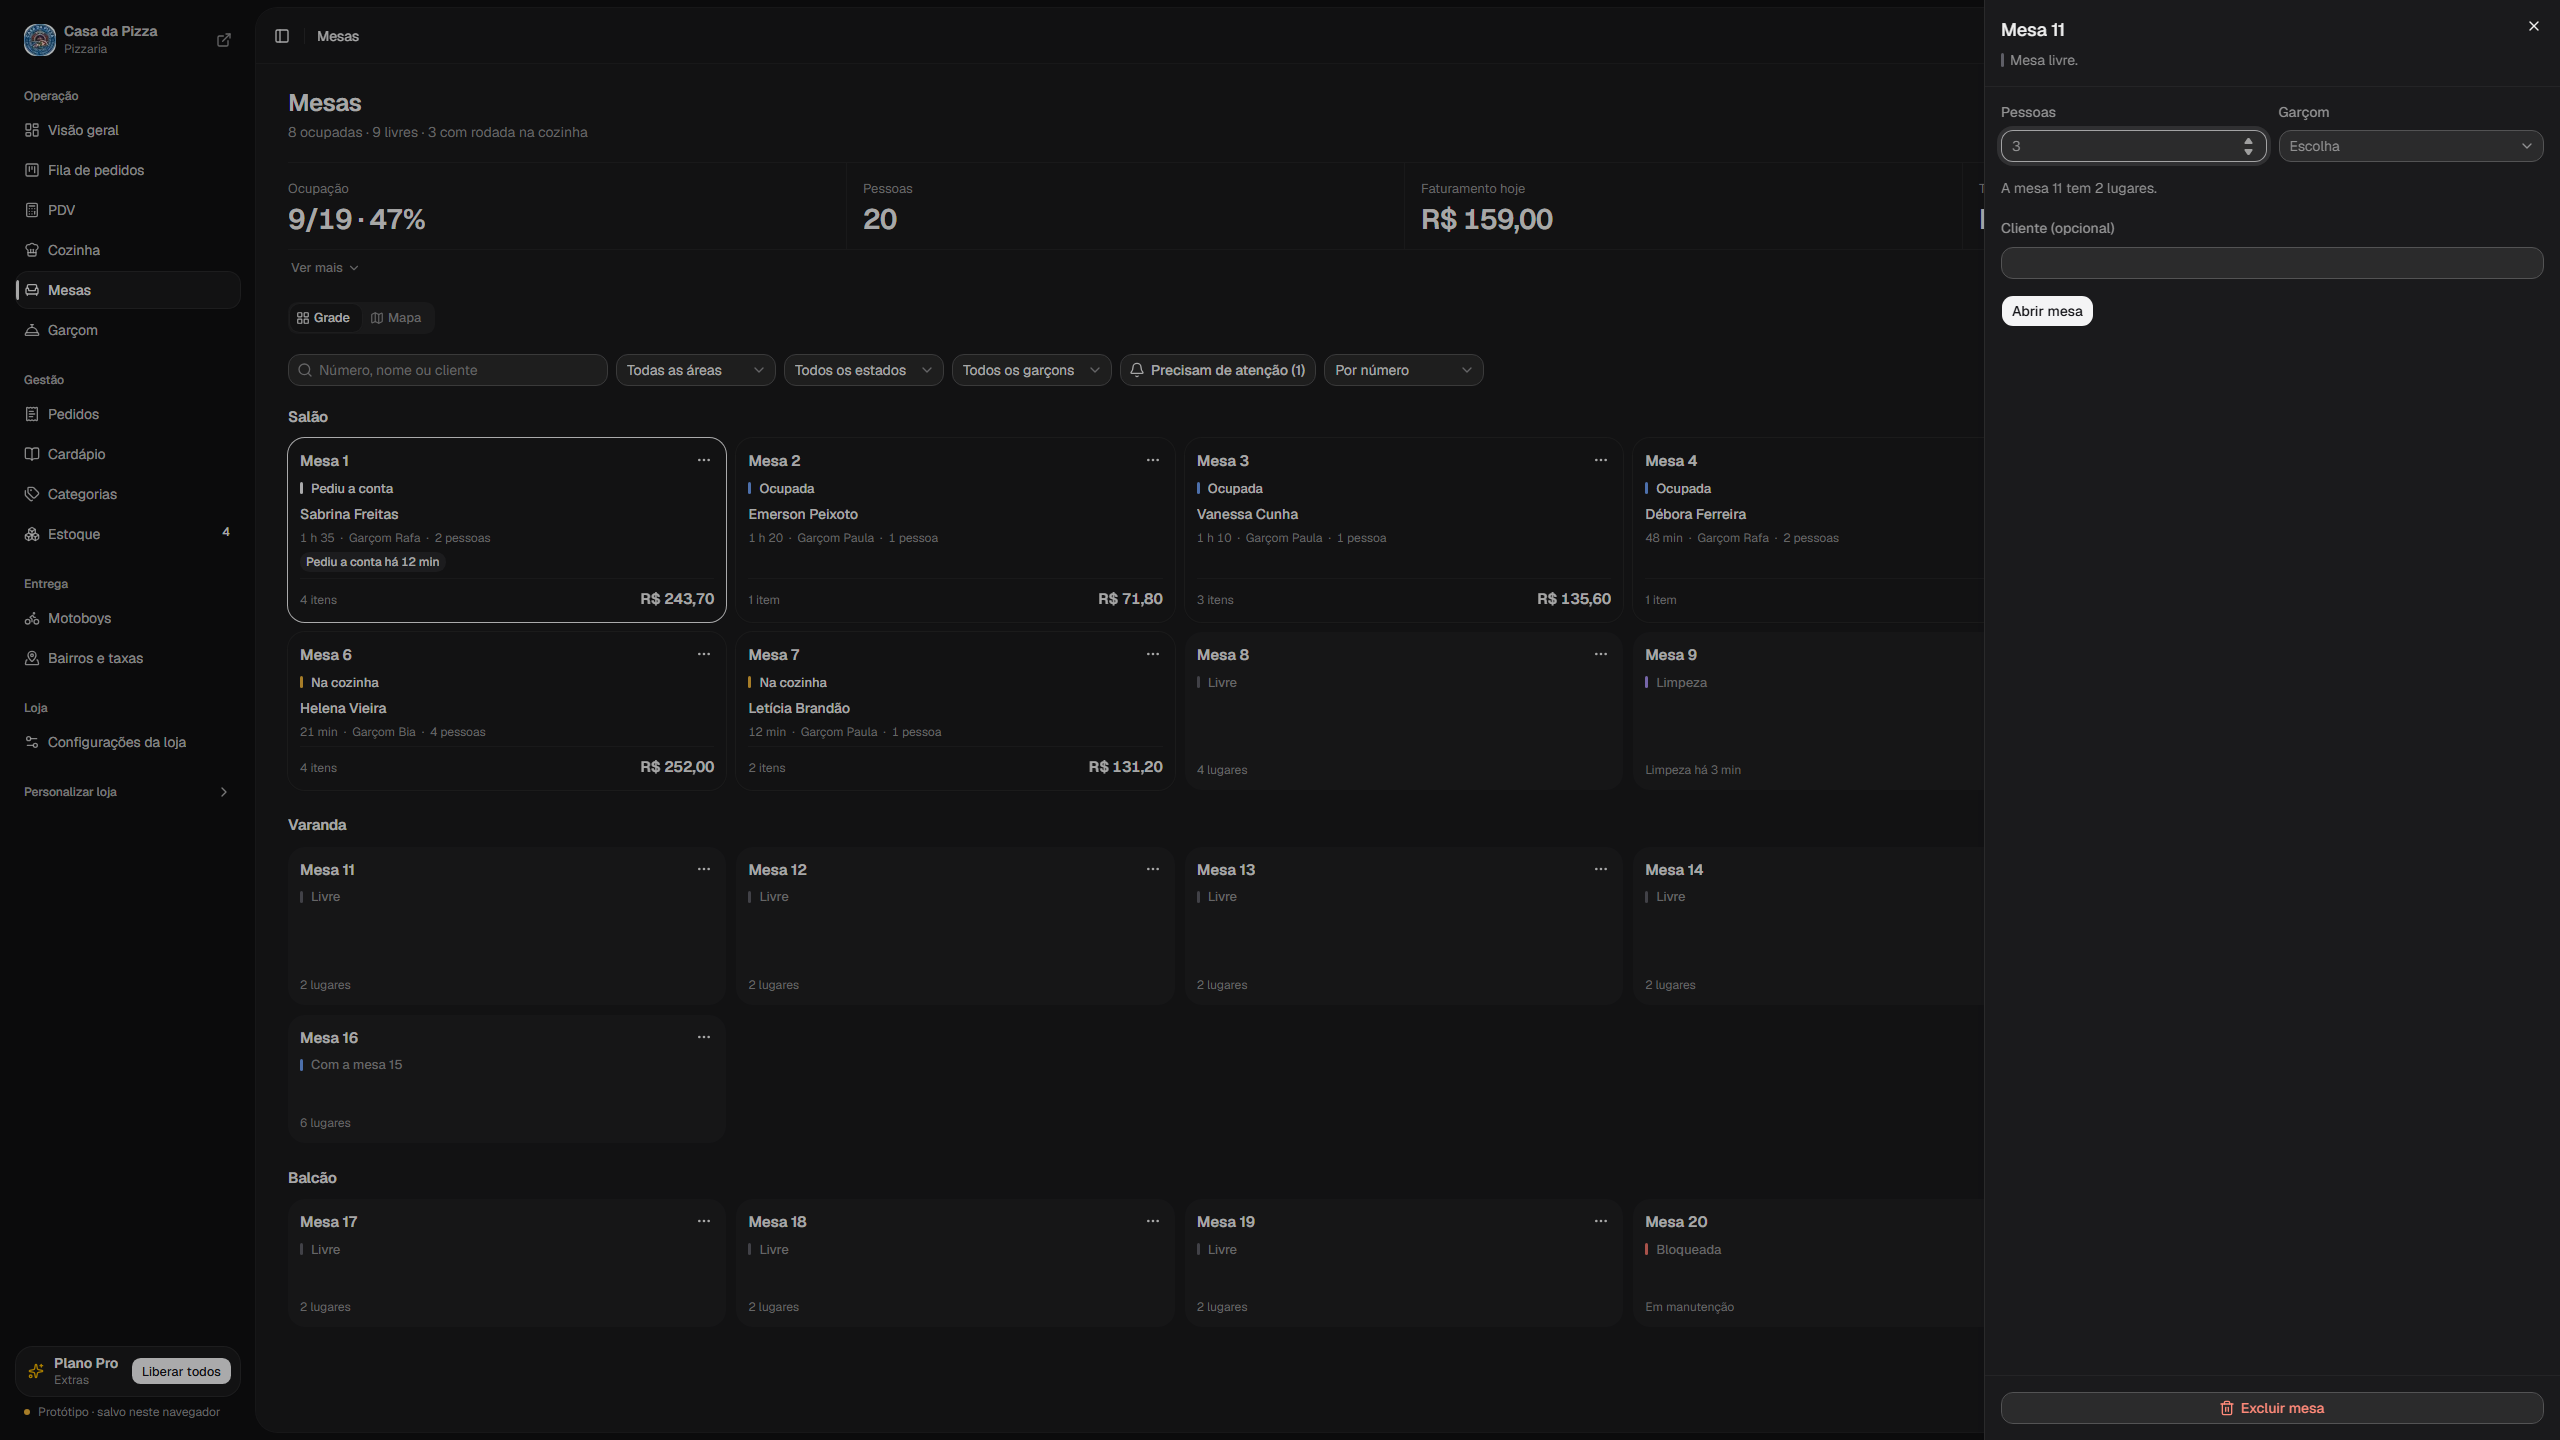 Casa da Pizza
Pizzaria
Operação
Visão geral
Fila de pedidos
PDV
Cozinha
Mesas
Garçom
Gestão
Pedidos
Cardápio
Categorias
Estoque 4
Entrega
Motoboys
Bairros e taxas
Loja
Configurações da loja
Personalizar loja
Plano Pro
Extras
Liberar todos
Protótipo · salvo neste navegador
Mesas
Mesas
8 ocupadas · 9 livres · 3 com rodada na cozinha
Ocupação
9/19 · 47%
Pessoas
20
Faturamento hoje
R$ 159,00
Ver mais
Grade Mapa
Número, nome ou cliente Todas as áreas Todos os estados Todos os garçons Precisam de atenção (1) Por número
Salão
Mesa 1
Pediu a conta
Sabrina Freitas
1 h 35 · Garçom Rafa · 2 pessoas
Pediu a conta há 12 min
4 itens R$ 243,70
Mesa 2
Ocupada
Emerson Peixoto
1 h 20 · Garçom Paula · 1 pessoa
1 item R$ 71,80
Mesa 3
Ocupada
Vanessa Cunha
1 h 10 · Garçom Paula · 1 pessoa
3 itens R$ 135,60
Mesa 4
Ocupada
Débora Ferreira
48 min · Garçom Rafa · 2 pessoas
1 item
Mesa 6
Na cozinha
Helena Vieira
21 min · Garçom Bia · 4 pessoas
4 itens R$ 252,00
Mesa 7
Na cozinha
Letícia Brandão
12 min · Garçom Paula · 1 pessoa
2 itens R$ 131,20
Mesa 8
Livre
4 lugares
Mesa 9
Limpeza
Limpeza há 3 min
Varanda
Mesa 11
Livre
2 lugares
Mesa 12
Livre
2 lugares
Mesa 13
Livre
2 lugares
Mesa 14
Livre
2 lugares
Mesa 16
Com a mesa 15
6 lugares
Balcão
Mesa 17
Livre
2 lugares
Mesa 18
Livre
2 lugares
Mesa 19
Livre
2 lugares
Mesa 20
Bloqueada
Em manutenção
Mesa 11
Mesa livre.
Pessoas
3
Garçom
Escolha
A mesa 11 tem 2 lugares.
Cliente (opcional)
Abrir mesa
Excluir mesa